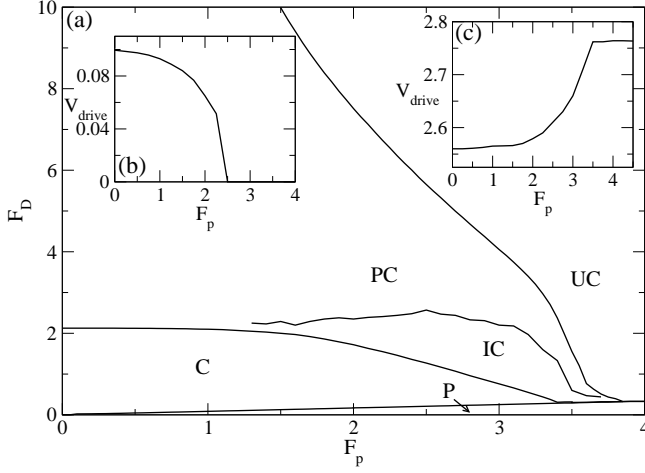 10
(a)
8
6
F_D
4
2
0
0 1 2 3 4
F_p
PC
UC
IC
C
P
0.08
V_drive
0.04
(b)
0
0 1 2 3 4
F_p
2.8
(c)
2.7
V_drive
2.6
0 1 2 3 4
F_p